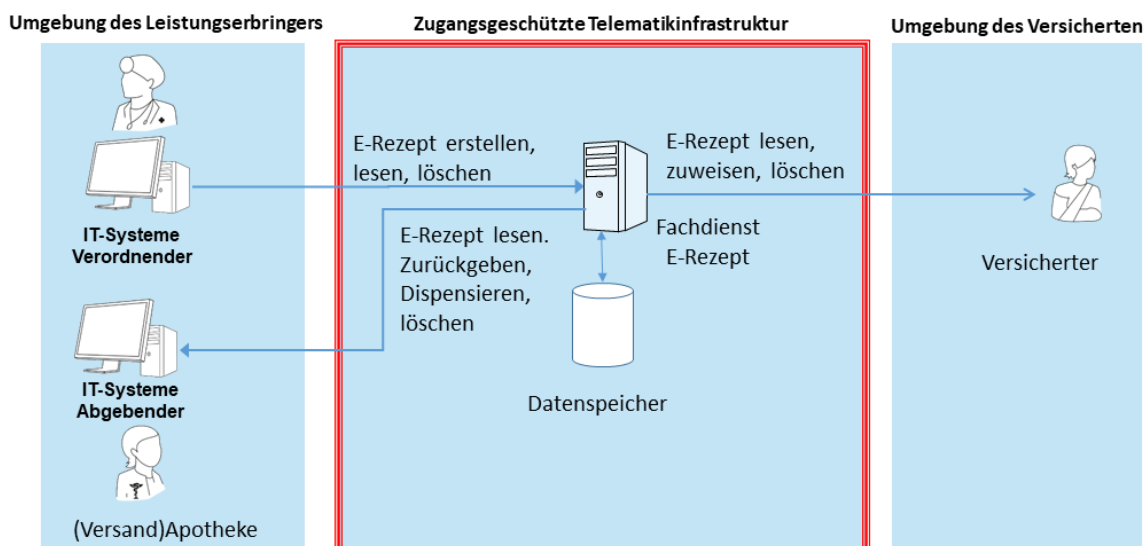 Umgebung des Leistungserbringers
Zugangsgeschützte Telematikinfrastruktur
Umgebung des Versicherten
IT-Systeme
Verordnender
E-Rezept erstellen,
lesen, löschen
E-Rezept lesen,
zuweisen, löschen
E-Rezept lesen.
Zurückgeben,
Dispensieren,
löschen
Fachdienst
E-Rezept
Versicherter
IT-Systeme
Abgebender
Datenspeicher
(Versand)Apotheke